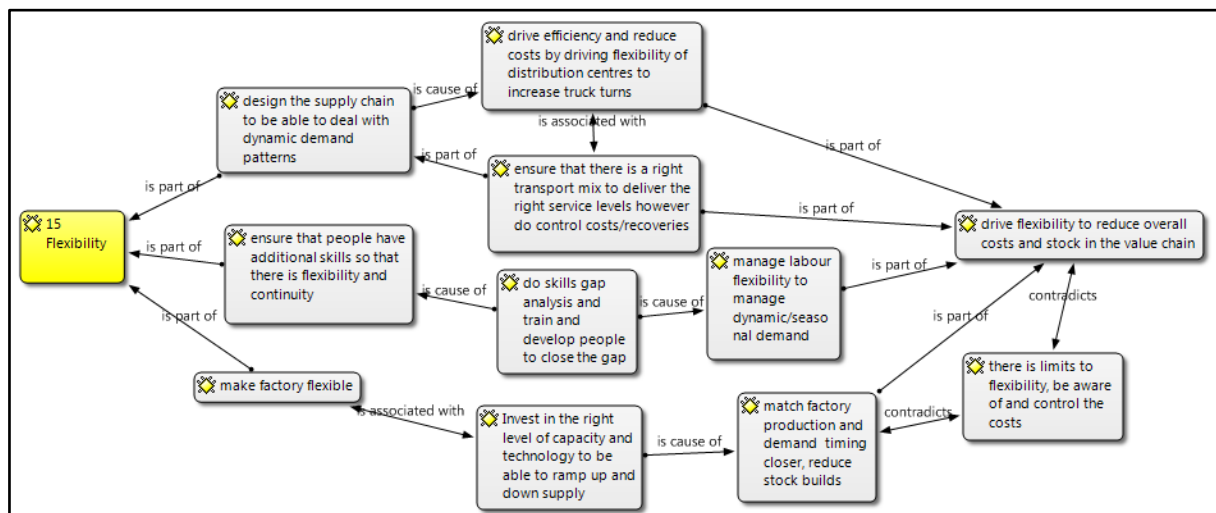 drive efficiency and reduce
costs by driving flexibility of
distribution centres to
increase truck turns
is cause of
design the supply chain
to be able to deal with
dynamic demand
patterns
is associated with
is part of
is part of
ensure that there is a right
transport mix to deliver the
right service levels however
do control costs/recoveries
is part of
is part of
15
Flexibility
drive flexibility to reduce overall
costs and stock in the value chain
is part of
ensure that people have
additional skills so that
there is flexibility and
continuity
manage labour
flexibility to
manage
dynamic/seaso
nal demand
is part of
is cause of
do skills gap
analysis and
train and
develop people
to close the gap
is cause of
contradicts
is part of
is part of
make factory flexible
there is limits to
flexibility, be aware
of and control the
costs
is associated with
Invest in the right
level of capacity and
technology to be
able to ramp up and
down supply
is cause of
match factory
production and
demand  timing
closer, reduce
stock builds
contradicts